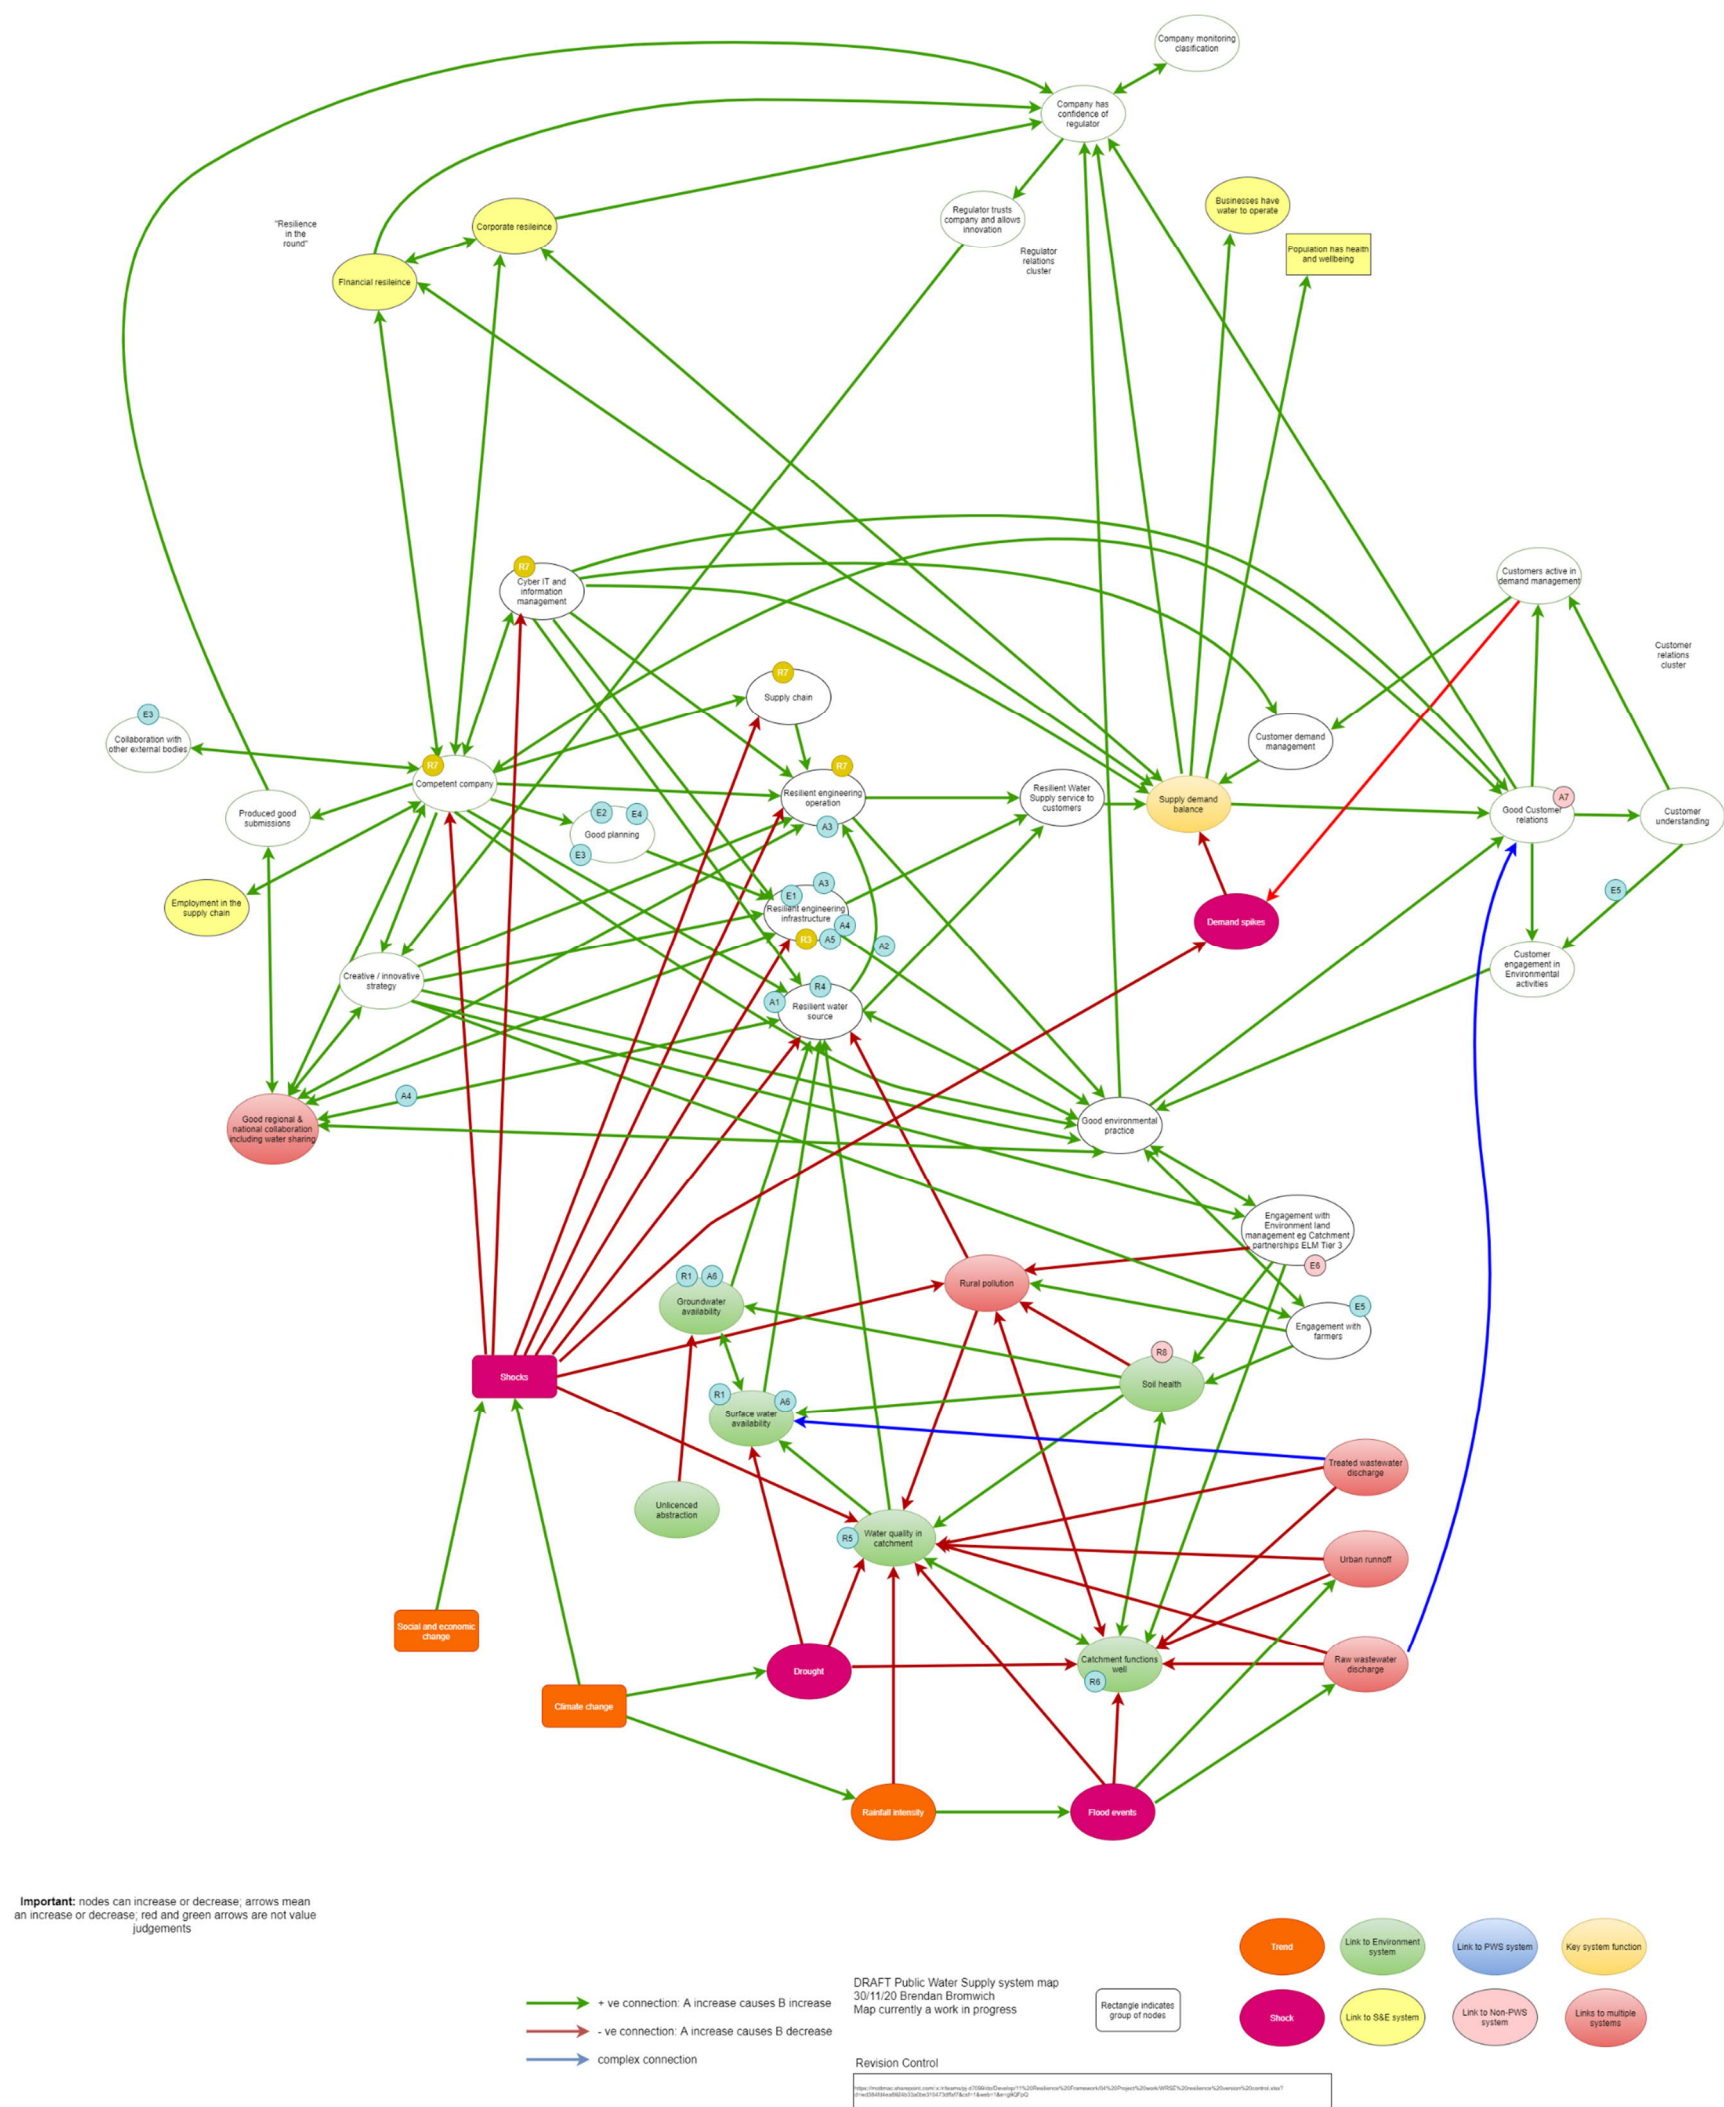 Company monitoring
clasification
Company has
confidence of
regulator
Regulator trusts
company and allows
innovation
Regulator
relations
cluster
Businesses have
water to operate
Population has health
and wellbeing
"Resilience
in the
round"
Corporate resileince
FInancial resileince
R7
Cyber IT and
information
management
R7
Supply chain
Customers active in
demand management
Customer
relations
cluster
E3
Collaboration with
other external bodies
R7
Competent company
R7
Resilient engineering
operation
A3
Resilient Water
Supply service to
customers
Customer demand
management
Supply demand
balance
A7
Good Customer
relations
Customer
understanding
Produced good
submissions
E2
E4
Good planning
E3
Employment in the
supply chain
A3
E1
Resilient engineering
infrastructure
A4
R3
A5
A2
Demand spikes
E5
Customer
engagement in
Environmental
activities
Creative / innovative
strategy
R4
A1
Resilient water
source
A4
Good regional &
national collaboration
including water sharing
Good environmental
practice
Engagement with
Environment land
management eg Catchment
partnerships ELM Tier 3
E6
Rural pollution
R1
A6
Groundwater
availability
E5
Engagement with
farmers
R8
Soil health
Shocks
R1
A6
Surface water
availability
Treated wastewater
discharge
Unlicenced
abstraction
R5
Water quality in
catchment
Urban runnoff
Social and economic
change
Drought
Catchment functions
well
R6
Raw wastewater
discharge
Climate change
Rainfall intensity
Flood events
Important: nodes can increase or decrease; arrows mean
an increase or decrease; red and green arrows are not value
judgements
+ ve connection: A increase causes B increase
- ve connection: A increase causes B decrease
complex connection
DRAFT Public Water Supply system map
30/11/20 Brendan Bromwich
Map currently a work in progress
Rectangle indicates
group of nodes
Trend
Link to Environment
system
Link to PWS system
Key system function
Shock
Link to S&E system
Link to Non-PWS
system
Links to multiple
systems
Revision Control